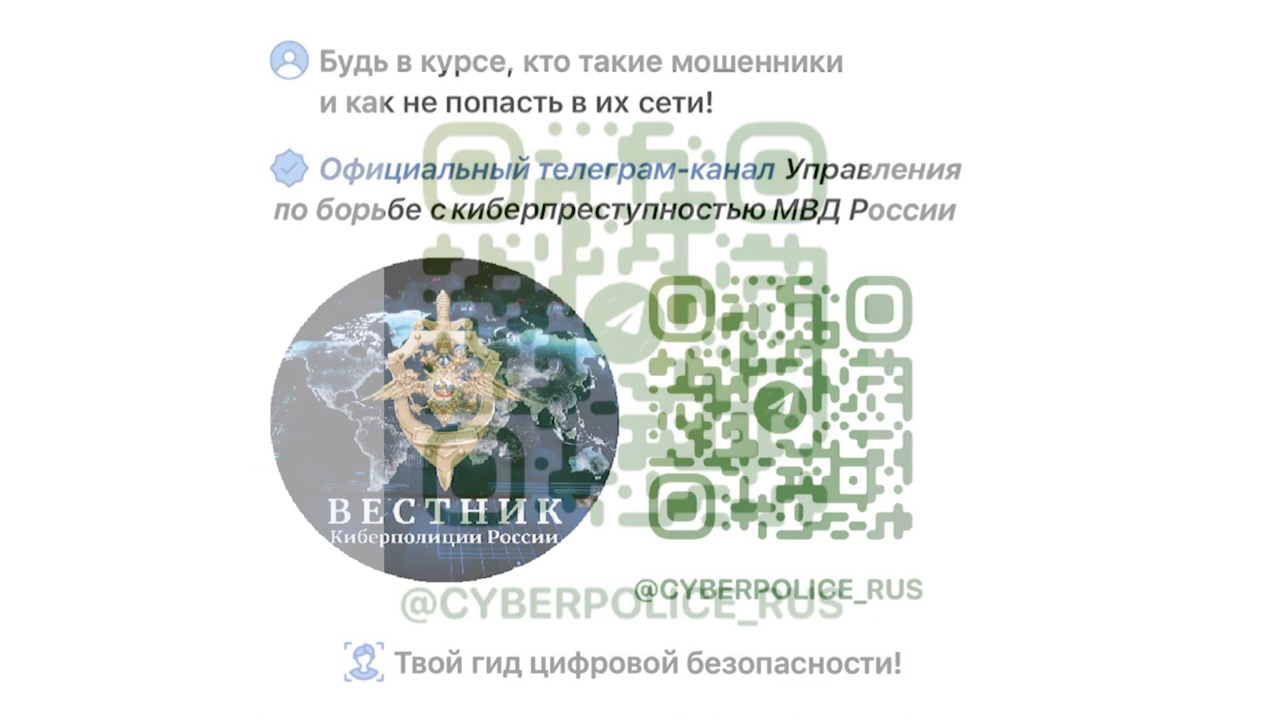 Будь в курсе, кто такие мошенники
и как не попасть в их сети!
Официальный телеграм-канал Управления
по борьбе с киберпреступностью МВД России
ВЕСТНИК
Киберполиции России
@CYBERPOLICE_RUS
@CYBERPOLICE_RUS
Твой гид цифровой безопасности!